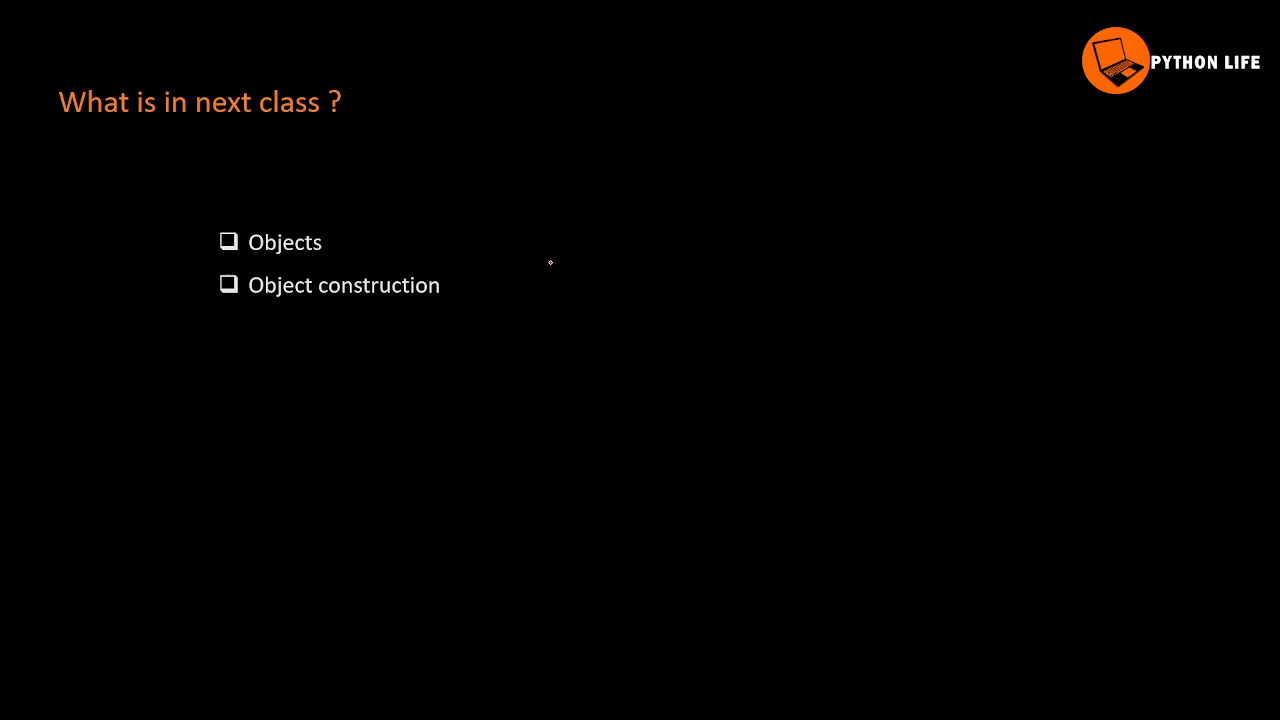 PYTHON LIFE
What is in next class ?
Objects
Object construction